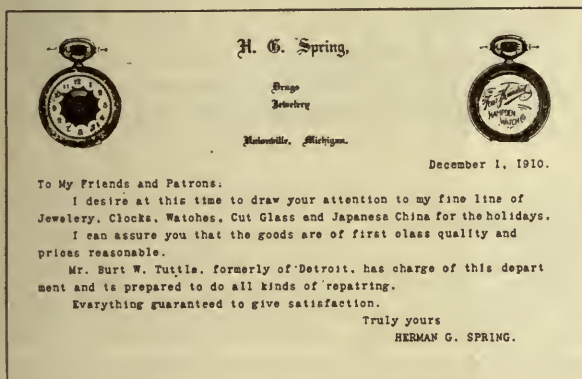 H. G. Spring,
Drugs
Jewelery
Unionville, Michigan.
HAMPDEN
WATCH Co
December 1, 1910.
To My Friends and Patrons:
I desire at this time to draw your attention to my fine line of
Jewelery, Clocks, Watches, Cut Glass and Japanese China for the holidays.
I can assure you that the goods are of first class quality and
prices reasonable.
Mr. Burt W. Tuttle, formerly of Detroit, has charge of this depart
ment and is prepared to do all kinds of repairing.
Everything guaranteed to give satisfaction.
Truly yours
HERMAN G. SPRING.